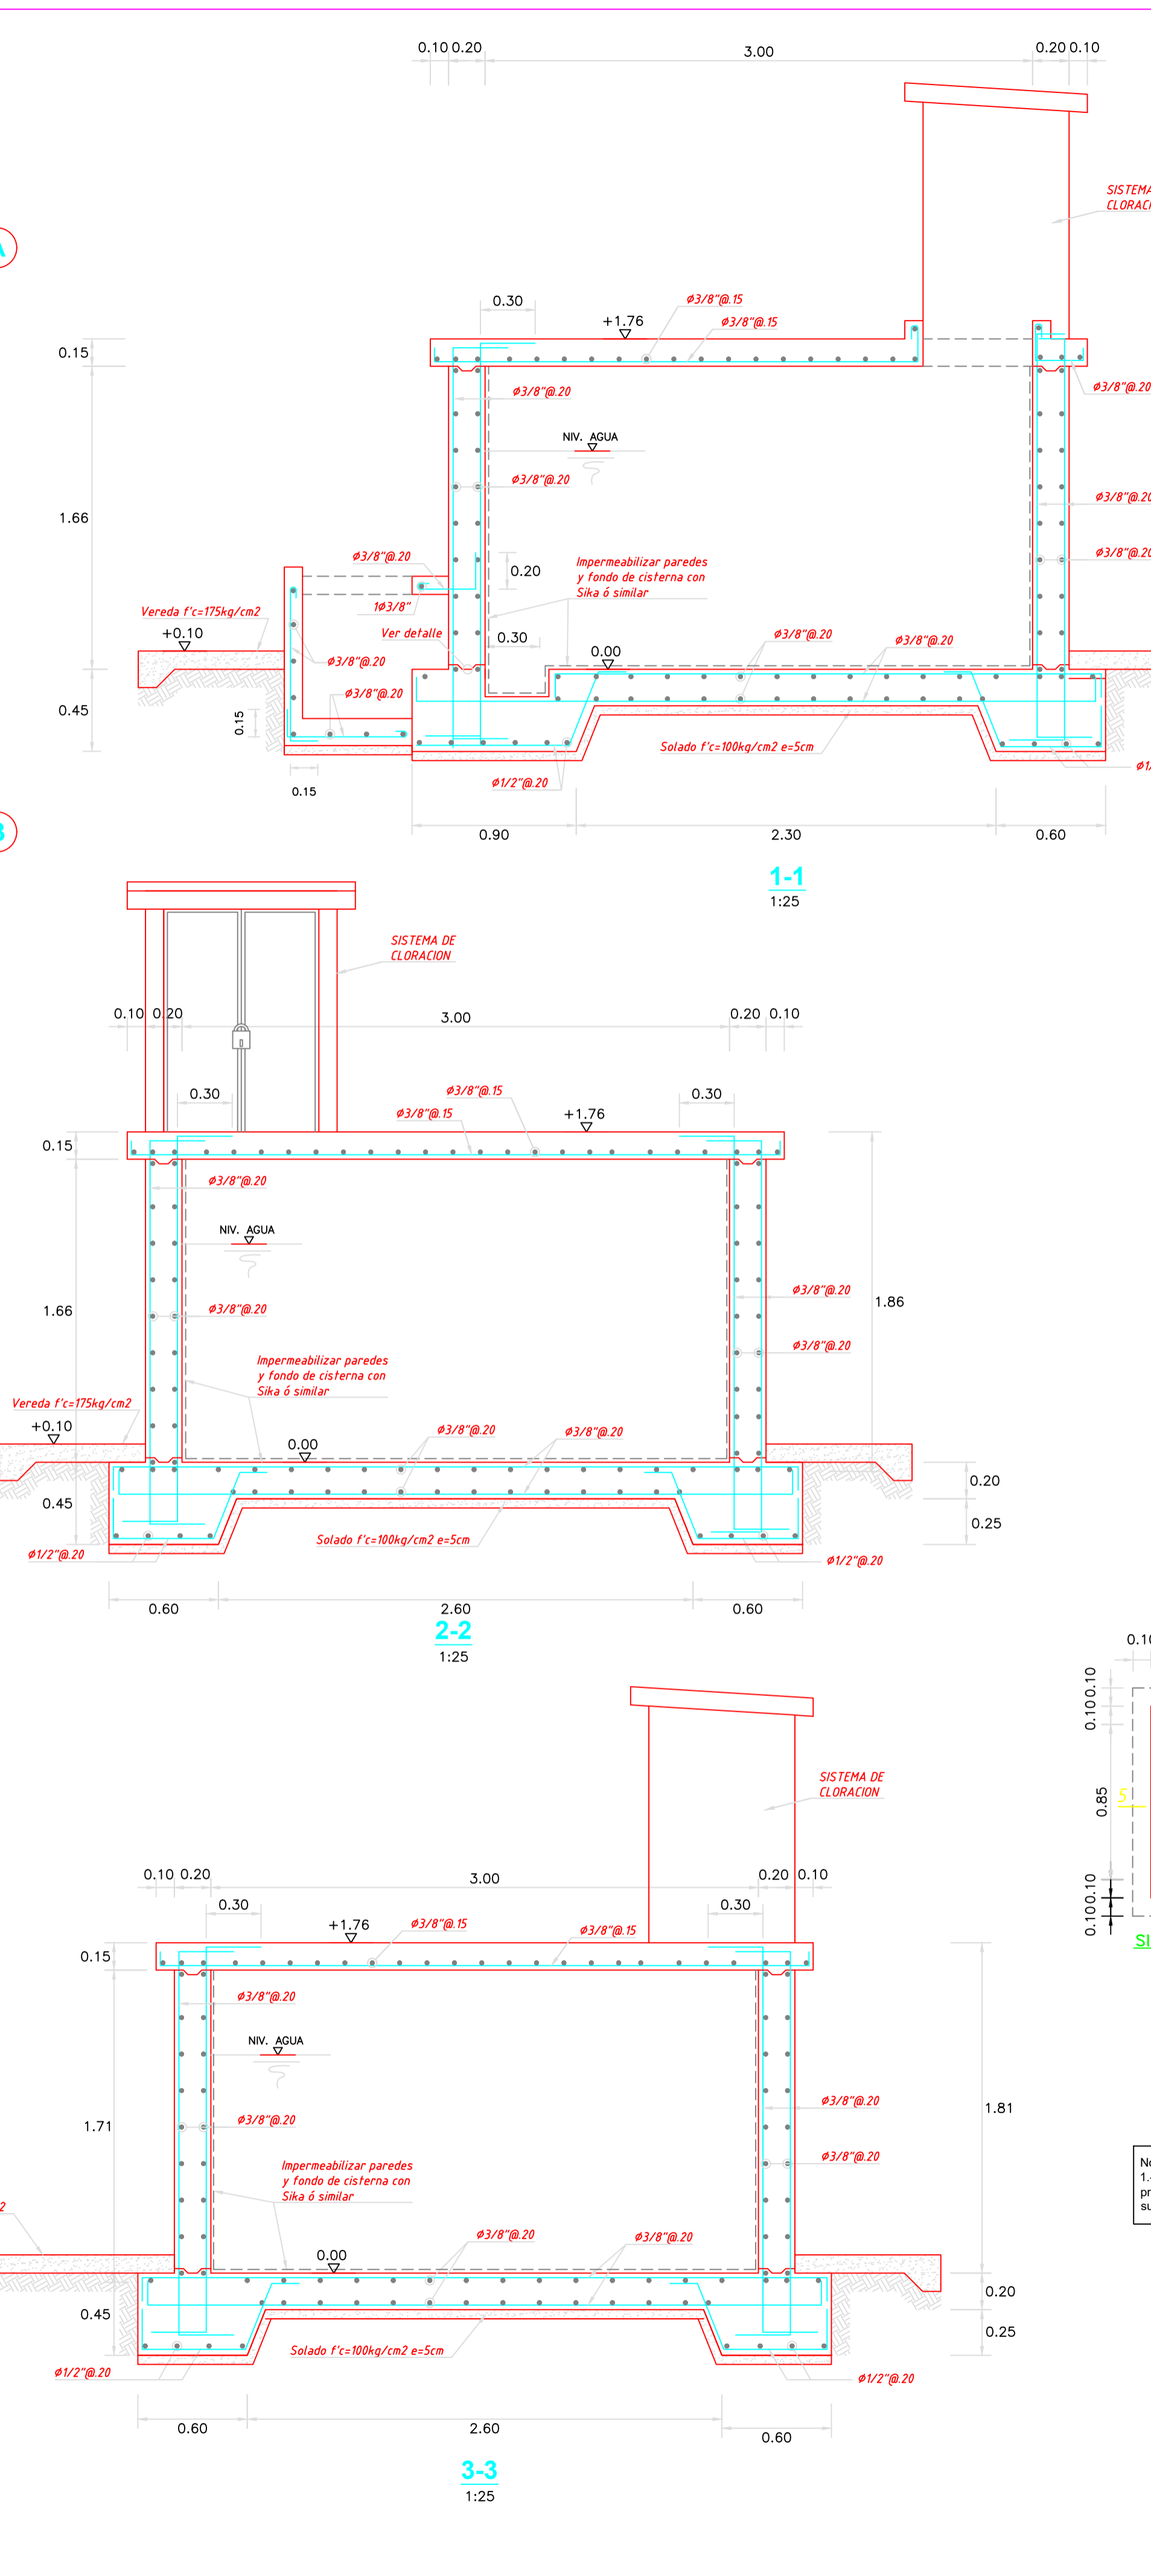 0.10 0.20 3.00 0.20 0.10
SISTEMA
A
0.30
Ø3/8"@.15
+1.76
Ø3/8"@.15
0.15
Ø3/8"@.20
Ø3/8"@.20
NIV. AGUA
Ø3/8"@.20
Ø3/8"@.20
1.66
Ø3/8"@.20
Ø3/8"@.20
0.20
Impermeabilizar paredes
y fondo de cisterna con
Sika ó similar
1Ø3/8"
Vereda f'c=175kg/cm2
+0.10
Ver detalle
0.30
Ø3/8"@.20
Ø3/8"@.20
0.00
Ø3/8"@.20
Ø3/8"@.20
0.45
0.15
Solado f'c=100kg/cm2 e=5cm
Ø1/2"@.20
0.15
B
0.90 2.30 0.60
1-1
1:25
SISTEMA DE
CLORACION
0.10 0.20 3.00 0.20 0.10
0.30
Ø3/8"@.15
0.30
Ø3/8"@.15
+1.76
0.15
Ø3/8"@.20
NIV. AGUA
Ø3/8"@.20
1.66
Ø3/8"@.20
1.86
Ø3/8"@.20
Impermeabilizar paredes
y fondo de cisterna con
Sika ó similar
Vereda f'c=175kg/cm2
+0.10
Ø3/8"@.20
Ø3/8"@.20
0.00
0.20
0.45
0.25
Solado f'c=100kg/cm2 e=5cm
Ø1/2"@.20
Ø1/2"@.20
0.60 2.60 0.60
2-2
1:25
0.10
0.10
0.10
0.85
5
0.10
0.10
SISTEMA DE
CLORACION
0.10 0.20 3.00 0.20 0.10
0.30
0.30
+1.76
Ø3/8"@.15
Ø3/8"@.15
0.15
Ø3/8"@.20
NIV. AGUA
Ø3/8"@.20
Ø3/8"@.20
1.71
1.81
Ø3/8"@.20
Impermeabilizar paredes
y fondo de cisterna con
Sika ó similar
Ø3/8"@.20
Ø3/8"@.20
0.00
0.20
0.45
0.25
Solado f'c=100kg/cm2 e=5cm
Ø1/2"@.20
Ø1/2"@.20
0.60 2.60 0.60
3-3
1:25